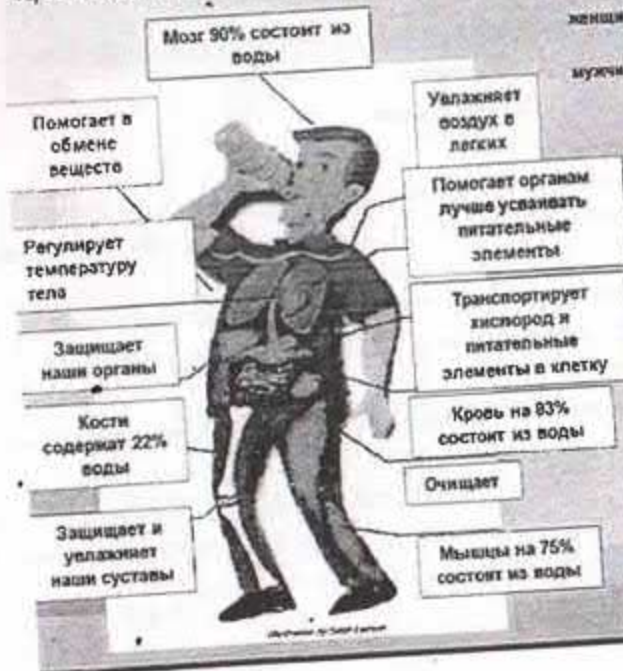 Мозг 90% состоит из
воды
Помогает в
обмене
веществ
Увлажняет
воздух в
легких
Помогает органам
лучше усваивать
питательные
элементы
Регулирует
температуру
тела
Транспортирует
кислород и
питательные
элементы в клетку
Защищает
наши органы
Кровь на 83%
состоит из воды
Кости
содержат 22%
воды
Очищает
Защищает и
увлажняет
наши суставы
Мышцы на 75%
состоят из воды